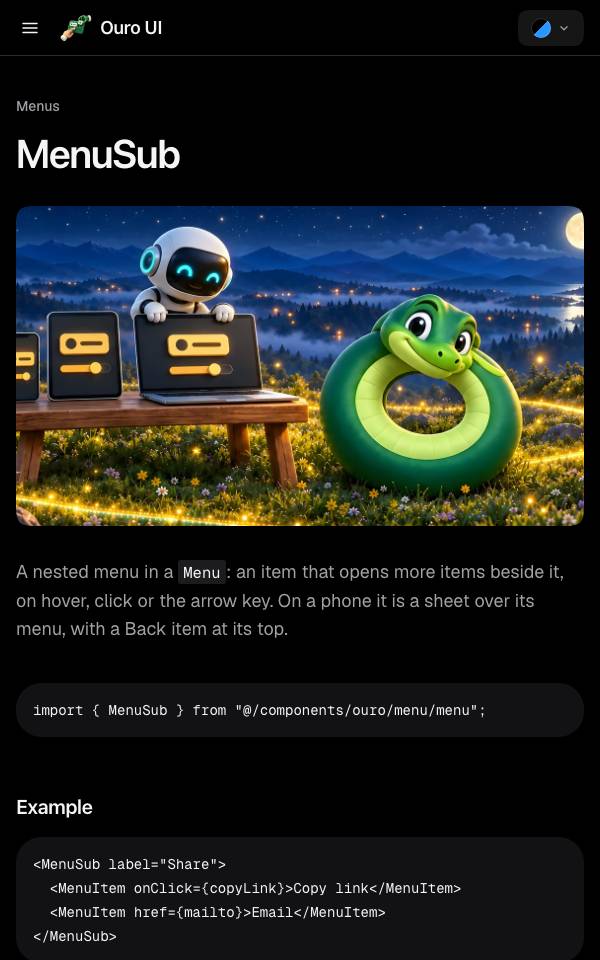 Ouro UI
Menus
MenuSub
A nested menu in a Menu: an item that opens more items beside it,
on hover, click or the arrow key. On a phone it is a sheet over its
menu, with a Back item at its top.
import { MenuSub } from "@/components/ouro/menu/menu";
Example
<MenuSub label="Share">
  <MenuItem onClick={copyLink}>Copy link</MenuItem>
  <MenuItem href={mailto}>Email</MenuItem>
</MenuSub>